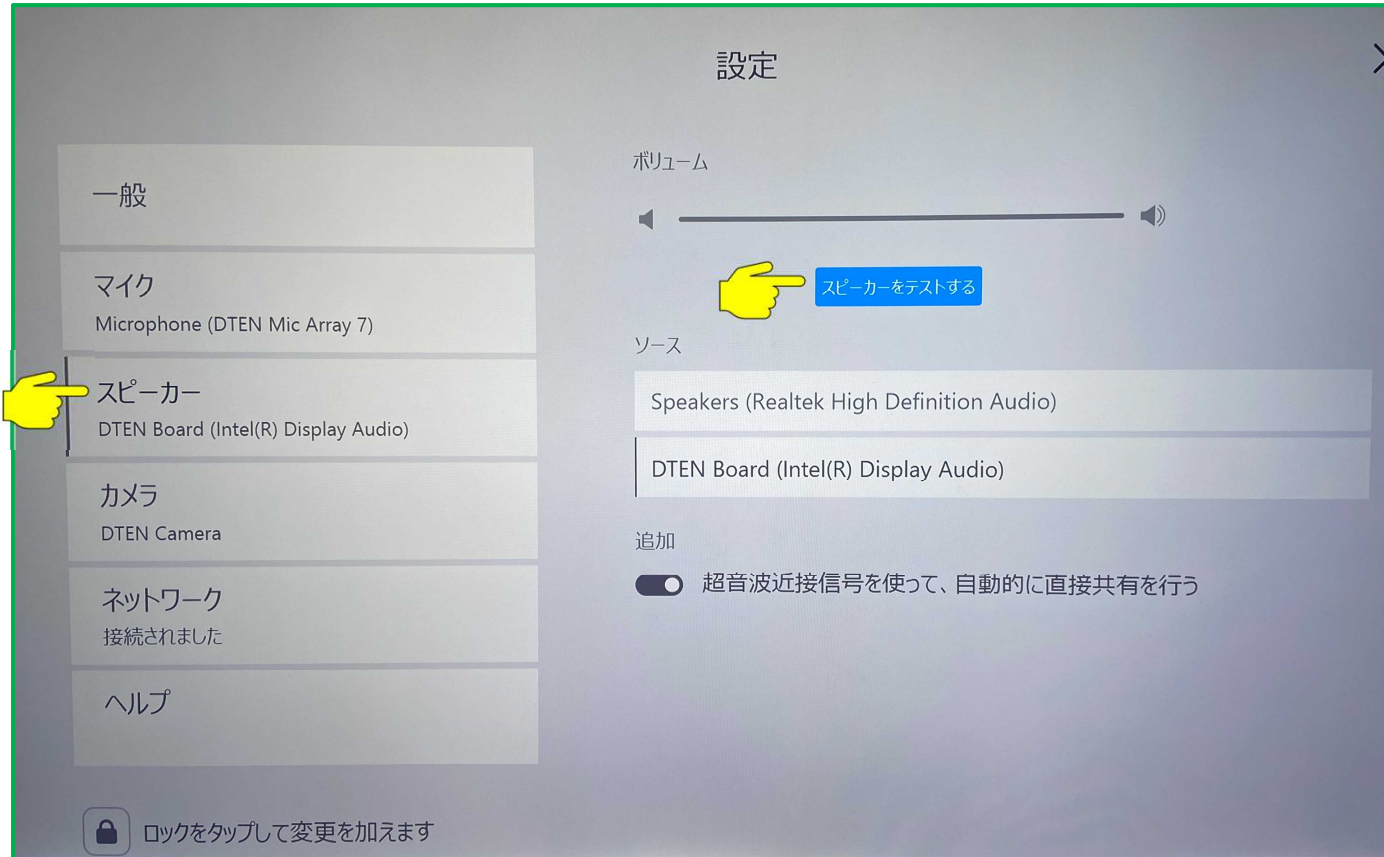 設定
一般
マイク
Microphone (DTEN Mic Array 7)
スピーカー
DTEN Board (Intel(R) Display Audio)
カメラ
DTEN Camera
ネットワーク
接続されました
ヘルプ
ロックをタップして変更を加えます
ボリューム
スピーカーをテストする
ソース
Speakers (Realtek High Definition Audio)
DTEN Board (Intel(R) Display Audio)
追加
超音波近接信号を使って、自動的に直接共有を行う